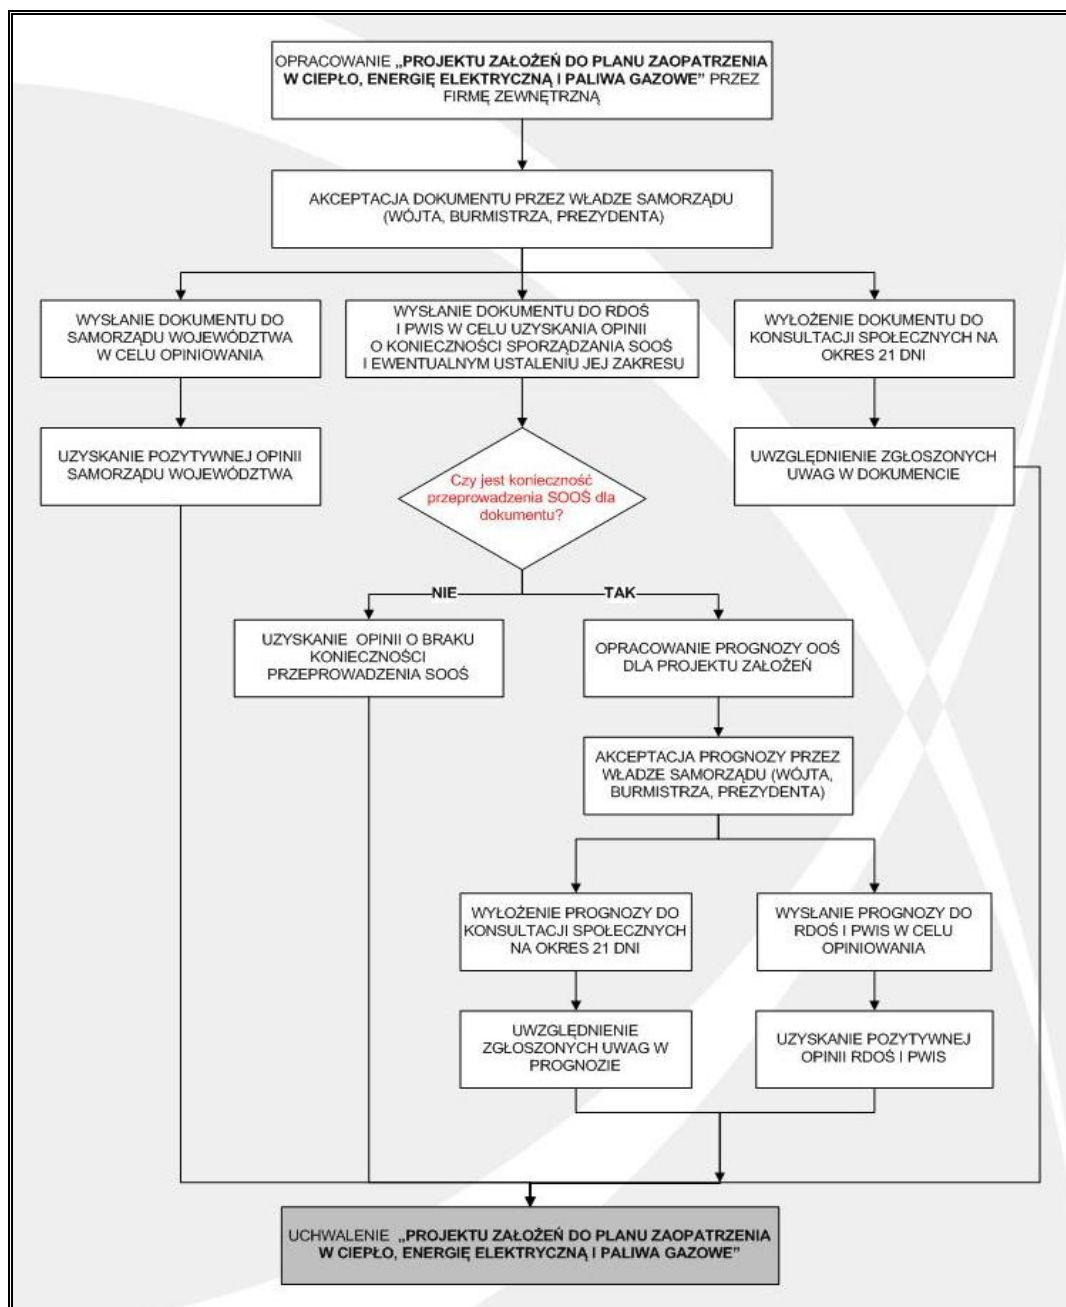 OPRACOWANIE „PROJEKTU ZAŁOŻEŃ DO PLANU ZAOPATRZENIA
W CIEPŁO, ENERGIĘ ELEKTRYCZNĄ I PALIWA GAZOWE” PRZEZ
FIRMĘ ZEWNĘTRZNĄ
AKCEPTACJA DOKUMENTU PRZEZ WŁADZE SAMORZĄDU
(WÓJTA, BURMISTRZA, PREZYDENTA)
WYSŁANIE DOKUMENTU DO
SAMORZĄDU WOJEWÓDZTWA
W CELU OPINIOWANIA
WYSŁANIE DOKUMENTU DO RDOŚ
I PWIS W CELU UZYSKANIA OPINII
O KONIECZNOŚCI SPORZĄDZANIA SOOŚ
I EWENTUALNYM USTALENIU JEJ ZAKRESU
WYŁOŻENIE DOKUMENTU DO
KONSULTACJI SPOŁECZNYCH NA
OKRES 21 DNI
UZYSKANIE POZYTYWNEJ OPINII
SAMORZĄDU WOJEWÓDZTWA
Czy jest konieczność
przeprowadzenia SOOŚ dla
dokumentu?
UWZGLĘDNIENIE ZGŁOSZONYCH
UWAG W DOKUMENCIE
NIE
TAK
UZYSKANIE OPINII O BRAKU
KONIECZNOŚCI
PRZEPROWADZENIA SOOŚ
OPRACOWANIE PROGNOZY OOŚ
DLA PROJEKTU ZAŁOŻEŃ
AKCEPTACJA PROGNOZY PRZEZ
WŁADZE SAMORZĄDU (WÓJTA,
BURMISTRZA, PREZYDENTA)
WYŁOŻENIE PROGNOZY DO
KONSULTACJI SPOŁECZNYCH
NA OKRES 21 DNI
WYSŁANIE PROGNOZY DO
RDOŚ I PWIS W CELU
OPINIOWANIA
UWZGLĘDNIENIE
ZGŁOSZONYCH UWAG W
PROGNOZIE
UZYSKANIE POZYTYWNEJ
OPINII RDOŚ I PWIS
UCHWALENIE „PROJEKTU ZAŁOŻEŃ DO PLANU ZAOPATRZENIA
W CIEPŁO, ENERGIĘ ELEKTRYCZNĄ I PALIWA GAZOWE”